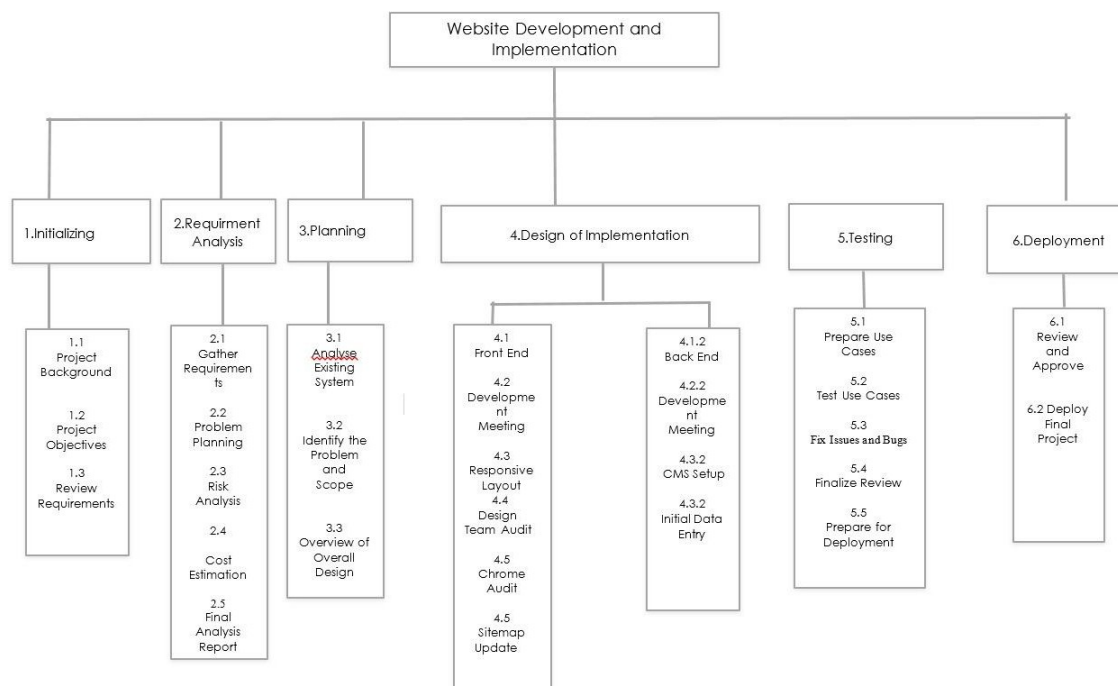 Website Development and
Implementation
1.Initializing
2.Requirment
Analysis
3.Planning
4.Design of Implementation
5.Testing
6.Deployment
1.1
Project
Background
1.2
Project
Objectives
1.3
Review
Requirements
2.1
Gather
Requiremen
ts
2.2
Problem
Planning
2.3
Risk
Analysis
2.4
Cost
Estimation
2.5
Final
Analysis
Report
3.1
Analyse
Existing
System
3.2
Identify the
Problem
and
Scope
3.3
Overview of
Overall
Design
4.1
Front End
4.2
Developme
nt
Meeting
4.3
Responsive
Layout
4.4
Design
Team Audit
4.5
Chrome
Audit
4.5
Sitemap
Update
4.1.2
Back End
4.2.2
Developme
nt
Meeting
4.3.2
CMS Setup
4.3.2
Initial Data
Entry
5.1
Prepare Use
Cases
5.2
Test Use Cases
5.3
Fix Issues and Bugs
5.4
Finalize Review
5.5
Prepare for
Deployment
6.1
Review
and
Approve
6.2 Deploy
Final
Project